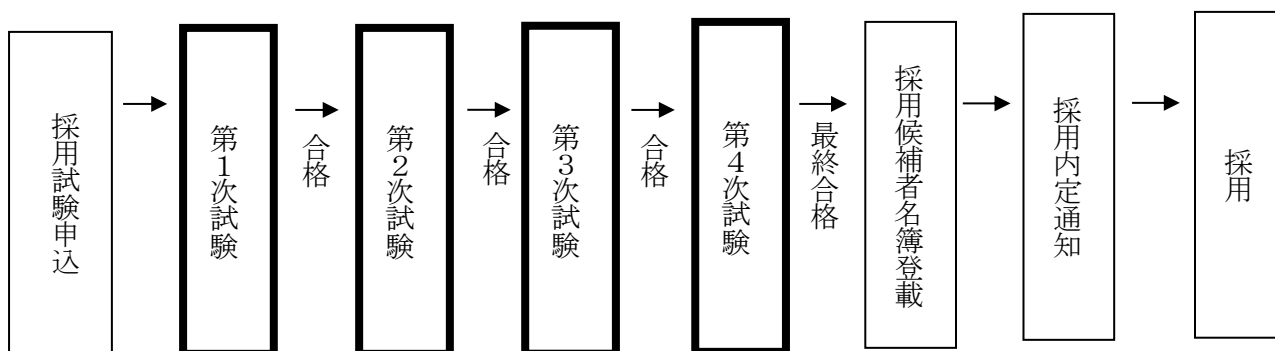 採用試験申込
第1次試験
合格
第2次試験
合格
第3次試験
合格
第4次試験
最終合格
採用候補者名簿登載
採用内定通知
採用